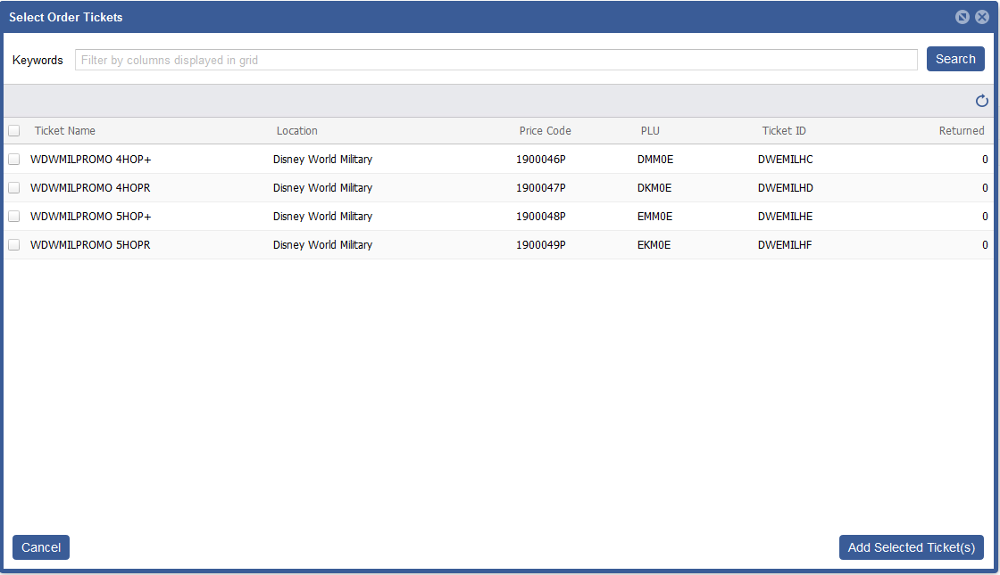 Select Order Tickets
Keywords Filter by columns displayed in grid Search
Ticket Name Location Price Code PLU Ticket ID Returned
WDWMILPROMO 4HOP+ Disney World Military 1900046P DMM0E DWEMILHC 0
WDWMILPROMO 4HOPR Disney World Military 1900047P DKM0E DWEMILHD 0
WDWMILPROMO 5HOP+ Disney World Military 1900048P EMM0E DWEMILHE 0
WDWMILPROMO 5HOPR Disney World Military 1900049P EKM0E DWEMILHF 0
Cancel Add Selected Ticket(s)